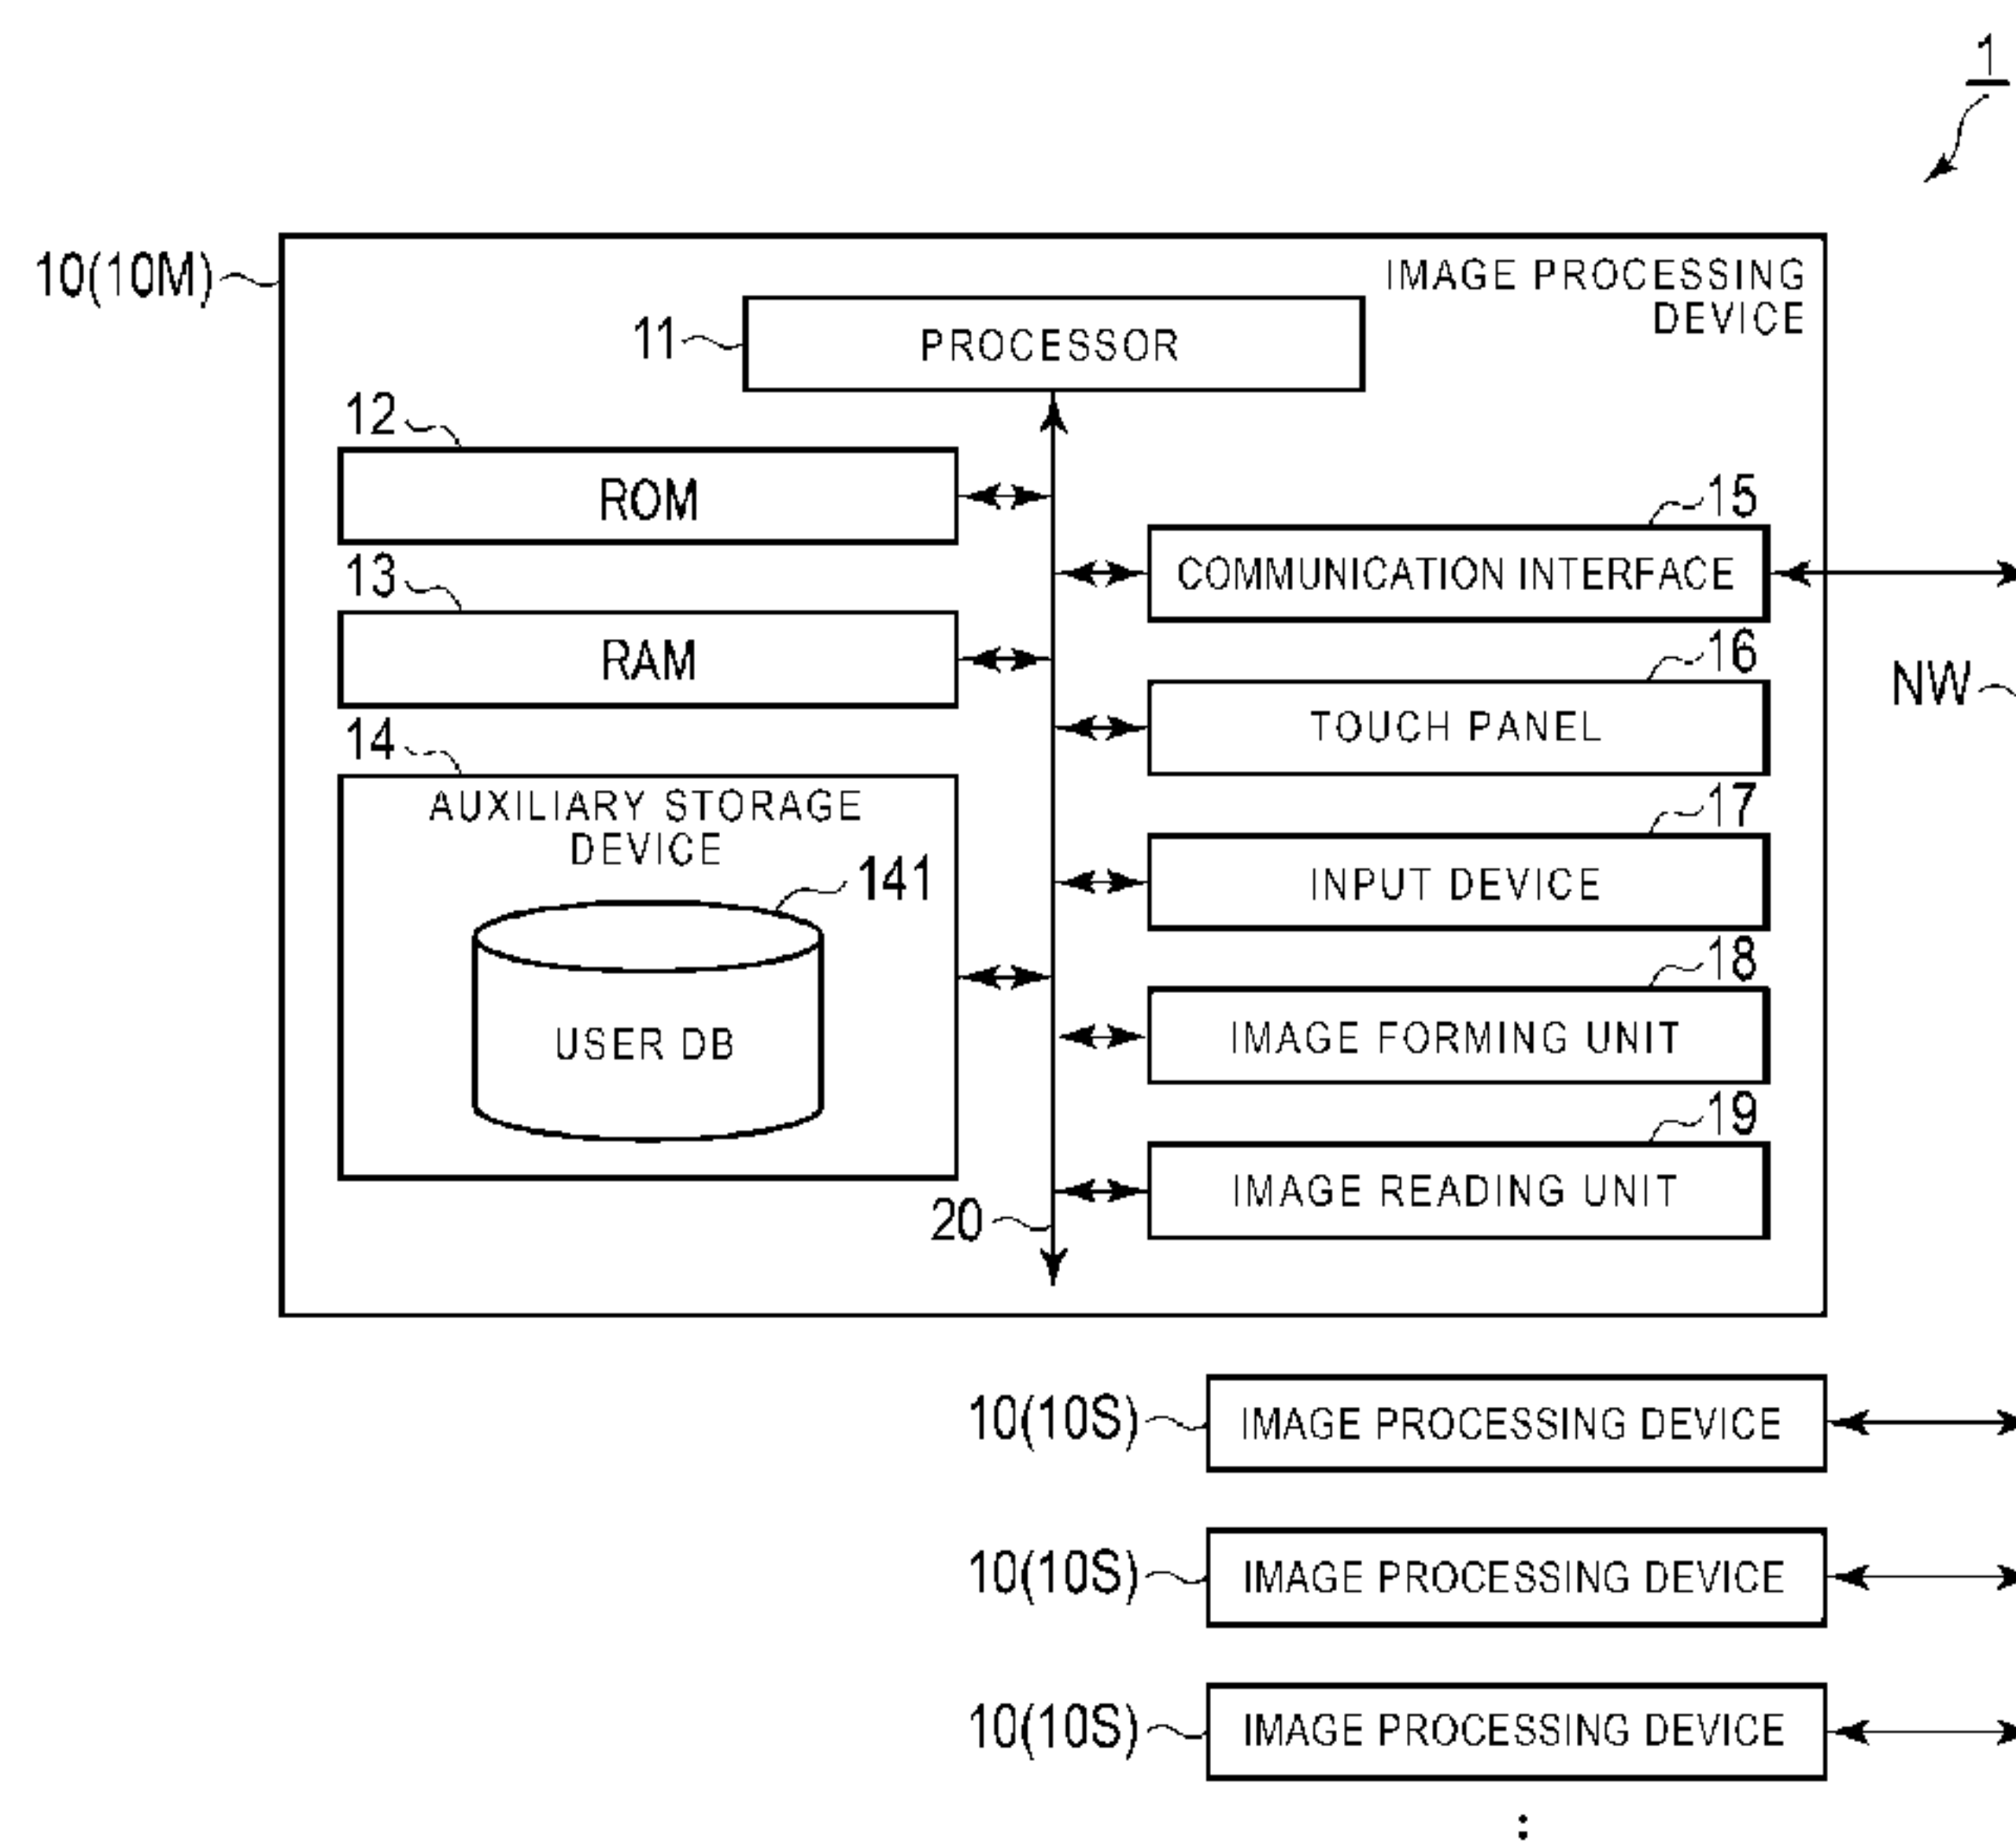 1
10(10M)
IMAGE PROCESSING
DEVICE
11
PROCESSOR
12
ROM
15
COMMUNICATION INTERFACE
13
RAM
16
TOUCH PANEL
NW
14
AUXILIARY STORAGE
DEVICE
141
USER DB
17
INPUT DEVICE
18
IMAGE FORMING UNIT
19
IMAGE READING UNIT
20
10(10S)
IMAGE PROCESSING DEVICE
10(10S)
IMAGE PROCESSING DEVICE
10(10S)
IMAGE PROCESSING DEVICE
: